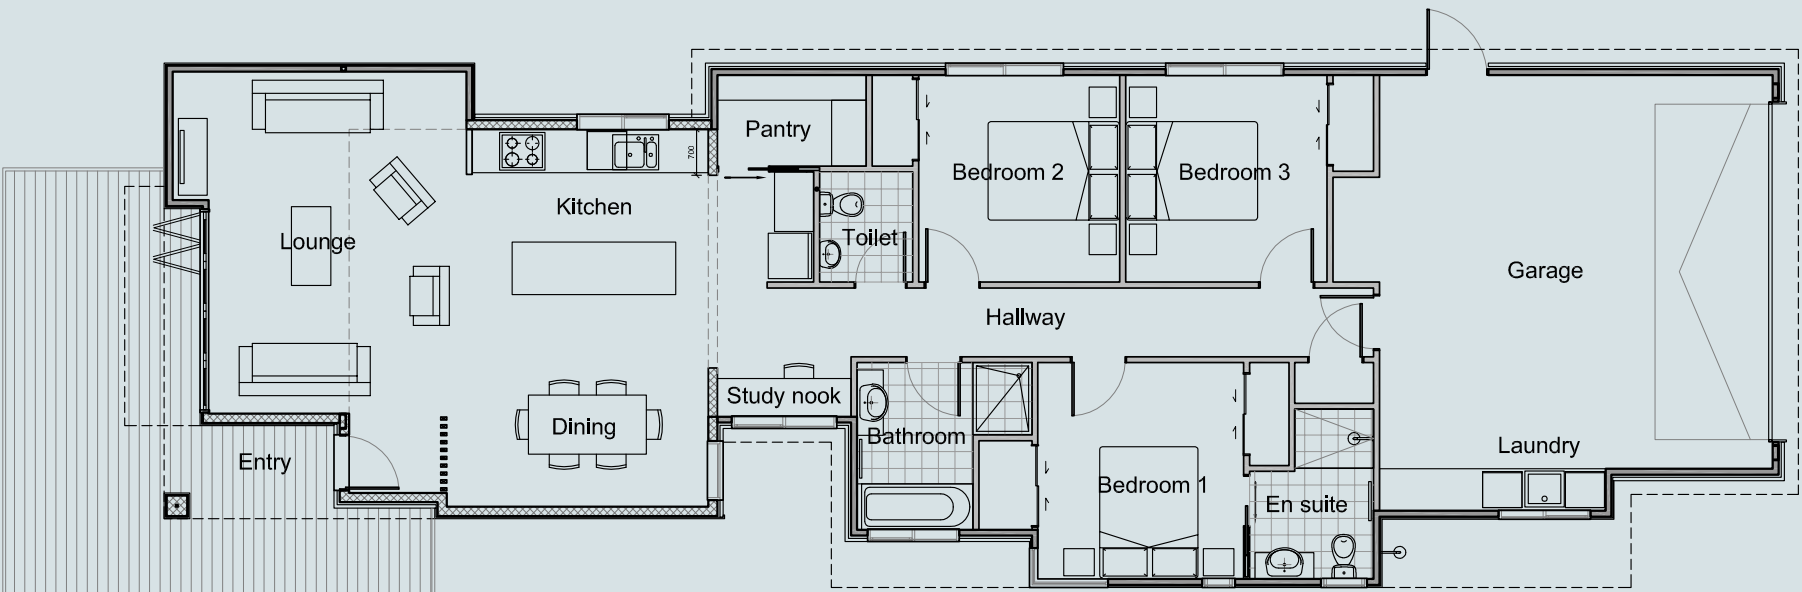 Pantry
700
Bedroom 2
Bedroom 3
Kitchen
Lounge
Toilet
Garage
Hallway
Study nook
Dining
Bathroom
Laundry
Entry
Bedroom 1
En suite